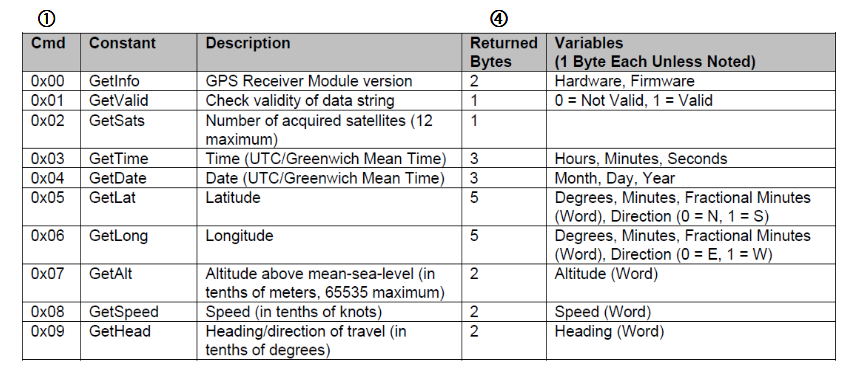 ① ④
Cmd Constant Description Returned Bytes Variables (1 Byte Each Unless Noted)
0x00 GetInfo GPS Receiver Module version 2 Hardware, Firmware
0x01 GetValid Check validity of data string 1 0 = Not Valid, 1 = Valid
0x02 GetSats Number of acquired satellites (12 maximum) 1
0x03 GetTime Time (UTC/Greenwich Mean Time) 3 Hours, Minutes, Seconds
0x04 GetDate Date (UTC/Greenwich Mean Time) 3 Month, Day, Year
0x05 GetLat Latitude 5 Degrees, Minutes, Fractional Minutes (Word), Direction (0 = N, 1 = S)
0x06 GetLong Longitude 5 Degrees, Minutes, Fractional Minutes (Word), Direction (0 = E, 1 = W)
0x07 GetAlt Altitude above mean-sea-level (in tenths of meters, 65535 maximum) 2 Altitude (Word)
0x08 GetSpeed Speed (in tenths of knots) 2 Speed (Word)
0x09 GetHead Heading/direction of travel (in tenths of degrees) 2 Heading (Word)